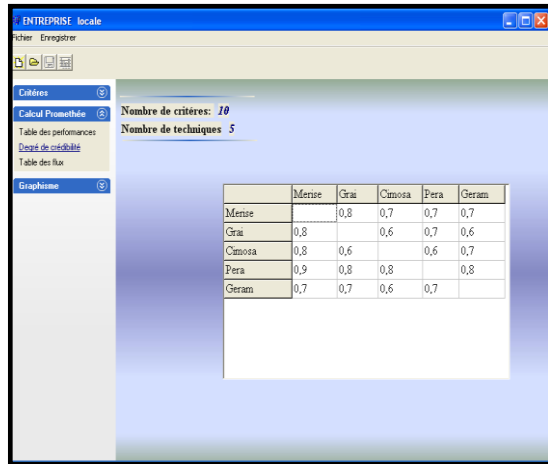 ENTREPRISE locale
Fichier Enregistrer
Critéres
Calcul Promethée
Table des performances
Degré de crédibilité
Table des flux
Graphisme
Nombre de critéres: 10
Nombre de techniques 5
Merise Grai Cimosa Pera Geram
Merise 0,8 0,7 0,7 0,7
Grai 0,8 0,6 0,7 0,6
Cimosa 0,8 0,6 0,6 0,7
Pera 0,9 0,8 0,8 0,8
Geram 0,7 0,7 0,6 0,7